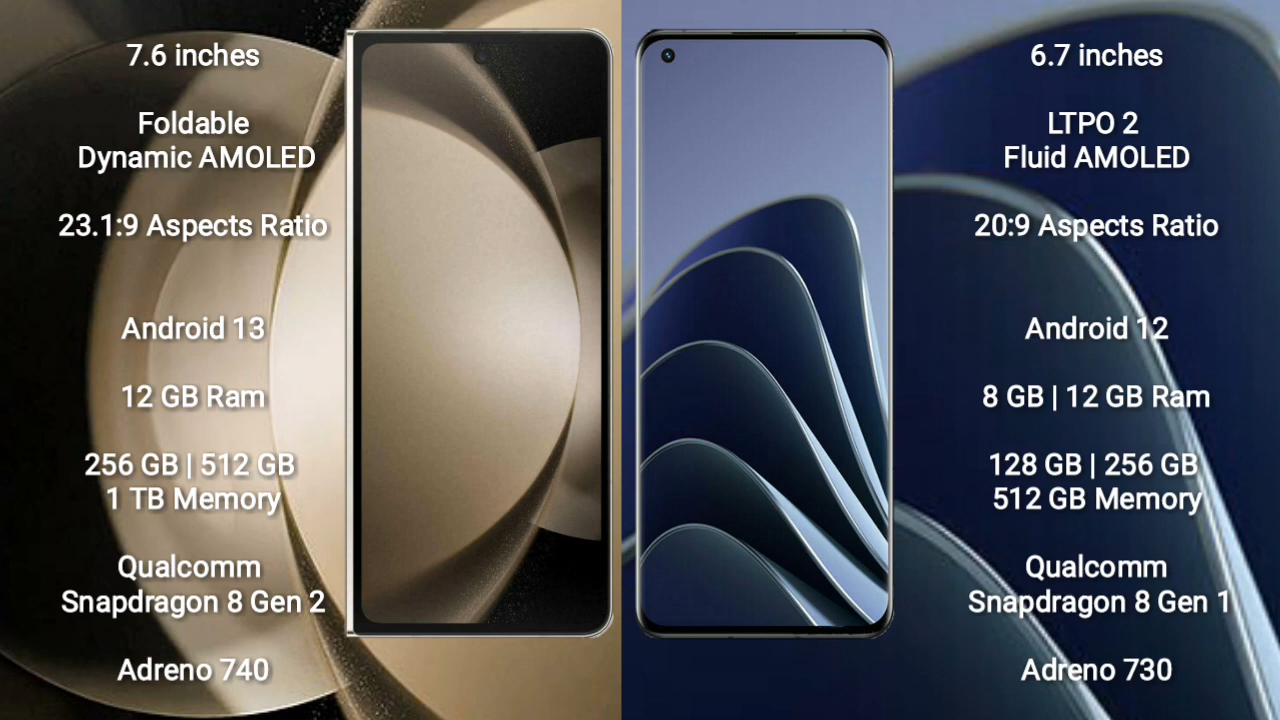 7.6 inches
Foldable
Dynamic AMOLED
23.1:9 Aspects Ratio
Android 13
12 GB Ram
256 GB | 512 GB
1 TB Memory
Qualcomm
Snapdragon 8 Gen 2
Adreno 740
6.7 inches
LTPO 2
Fluid AMOLED
20:9 Aspects Ratio
Android 12
8 GB | 12 GB Ram
128 GB | 256 GB
512 GB Memory
Qualcomm
Snapdragon 8 Gen 1
Adreno 730